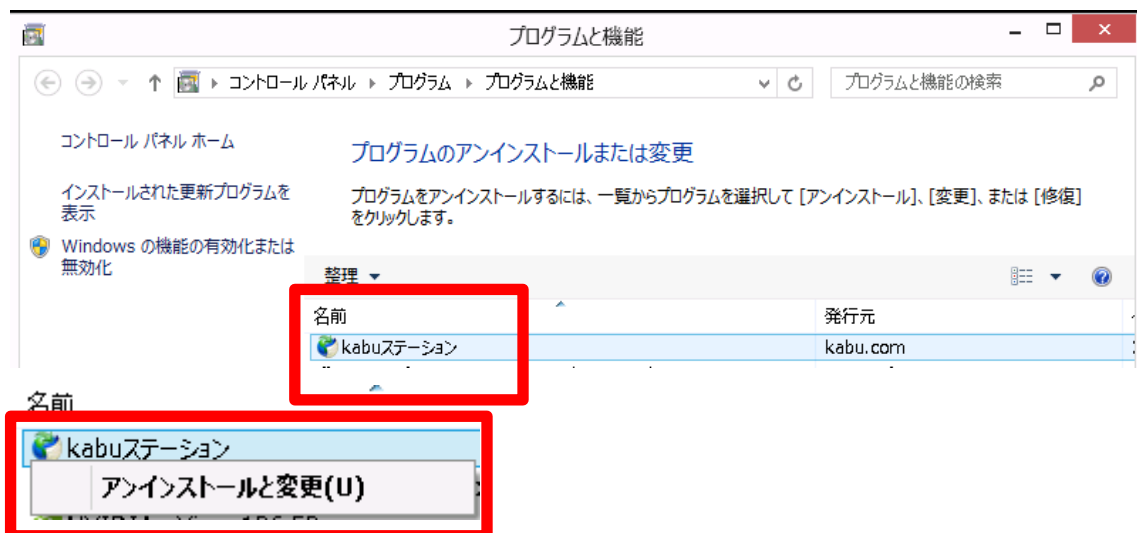 プログラムと機能
コントロール パネル プログラム プログラムと機能
プログラムと機能の検索
コントロール パネル ホーム
インストールされた更新プログラムを
表示
Windows の機能の有効化または
無効化
プログラムのアンインストールまたは変更
プログラムをアンインストールするには、一覧からプログラムを選択して [アンインストール]、[変更]、または [修復]
をクリックします。
整理
名前 発行元
kabuステーション kabu.com
名前
kabuステーション
アンインストールと変更(U)